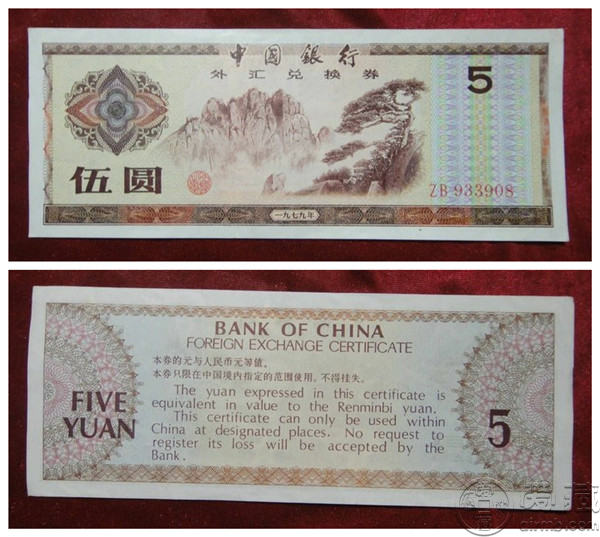 中国银行
外汇兑换券
5
伍圆
ZB 933908
一九七九年
BANK OF CHINA
FOREIGN EXCHANGE CERTIFICATE
本券的元与人民币元等值。
本券只限在中国境内指定的范围使用,不得挂失。
FIVE
YUAN
The yuan expressed in this certificate is
equivalent in value to the Renminbi yuan.
This certificate can only be used within
China at designated places. No request to
register its loss will be accepted by the
Bank.
5
airmb.com